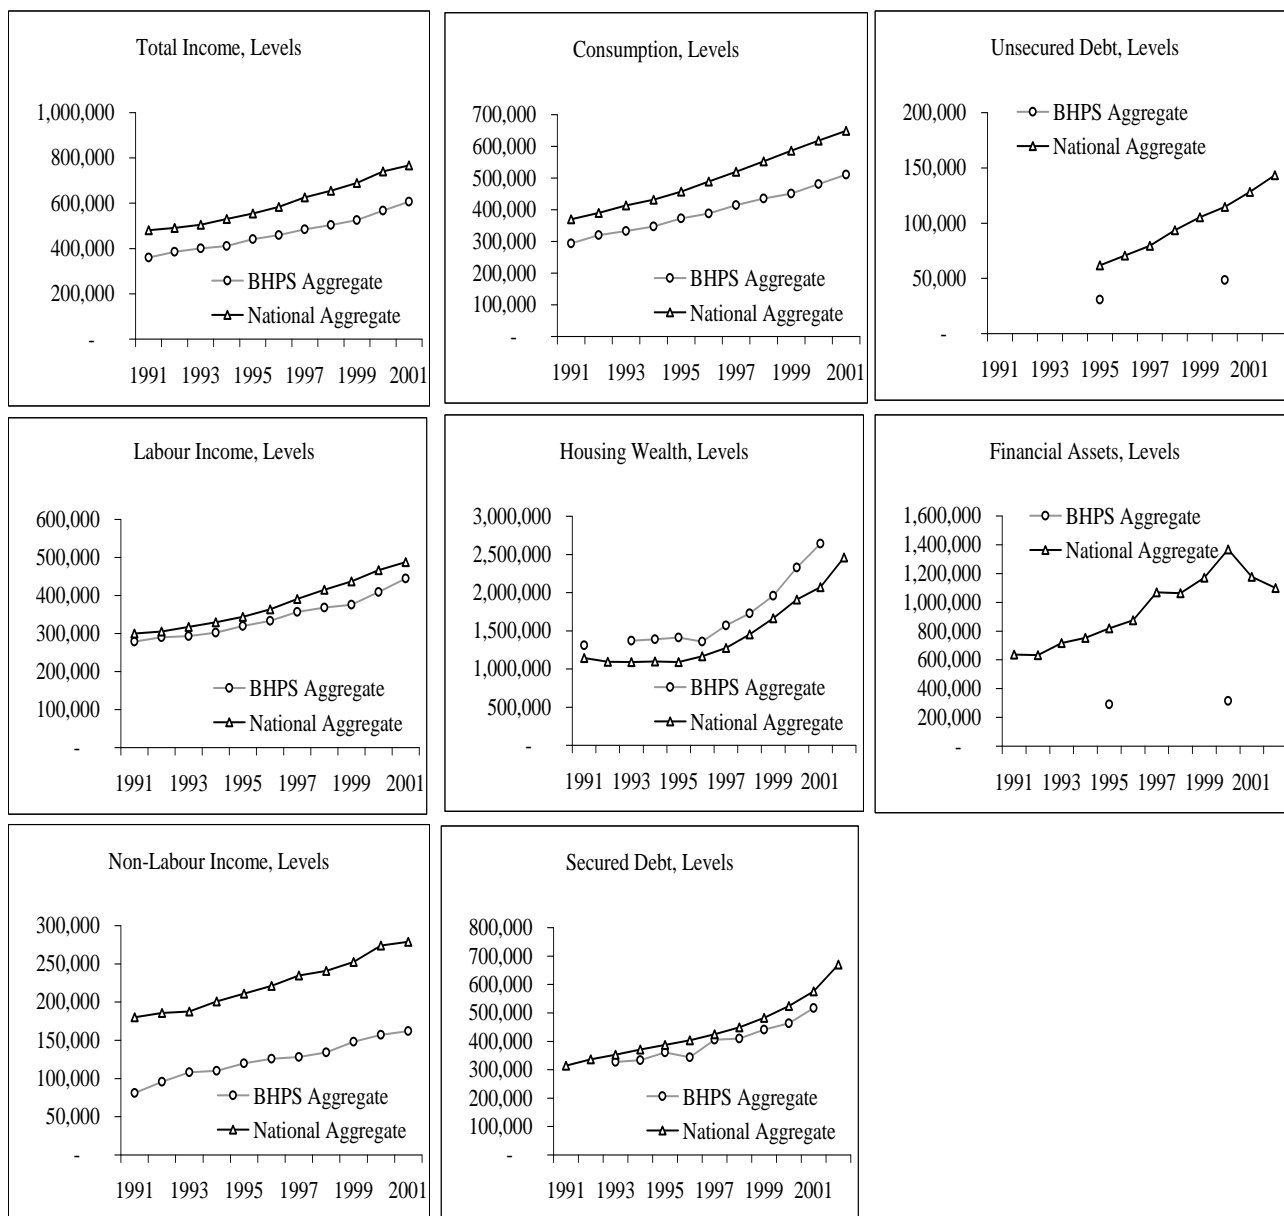 Total Income, Levels
1,000,000
800,000
600,000
400,000
200,000
-
BHPS Aggregate
National Aggregate
1991 1993 1995 1997 1999 2001
Consumption, Levels
700,000
600,000
500,000
400,000
300,000
200,000
100,000
-
BHPS Aggregate
National Aggregate
1991 1993 1995 1997 1999 2001
Unsecured Debt, Levels
200,000
150,000
100,000
50,000
-
BHPS Aggregate
National Aggregate
1991 1993 1995 1997 1999 2001
Labour Income, Levels
600,000
500,000
400,000
300,000
200,000
100,000
-
BHPS Aggregate
National Aggregate
1991 1993 1995 1997 1999 2001
Housing Wealth, Levels
3,000,000
2,500,000
2,000,000
1,500,000
1,000,000
500,000
-
BHPS Aggregate
National Aggregate
1991 1993 1995 1997 1999 2001
Financial Assets, Levels
1,600,000
1,400,000
1,200,000
1,000,000
800,000
600,000
400,000
200,000
-
BHPS Aggregate
National Aggregate
1991 1993 1995 1997 1999 2001
Non-Labour Income, Levels
300,000
250,000
200,000
150,000
100,000
50,000
-
BHPS Aggregate
National Aggregate
1991 1993 1995 1997 1999 2001
Secured Debt, Levels
800,000
700,000
600,000
500,000
400,000
300,000
200,000
100,000
-
BHPS Aggregate
National Aggregate
1991 1993 1995 1997 1999 2001